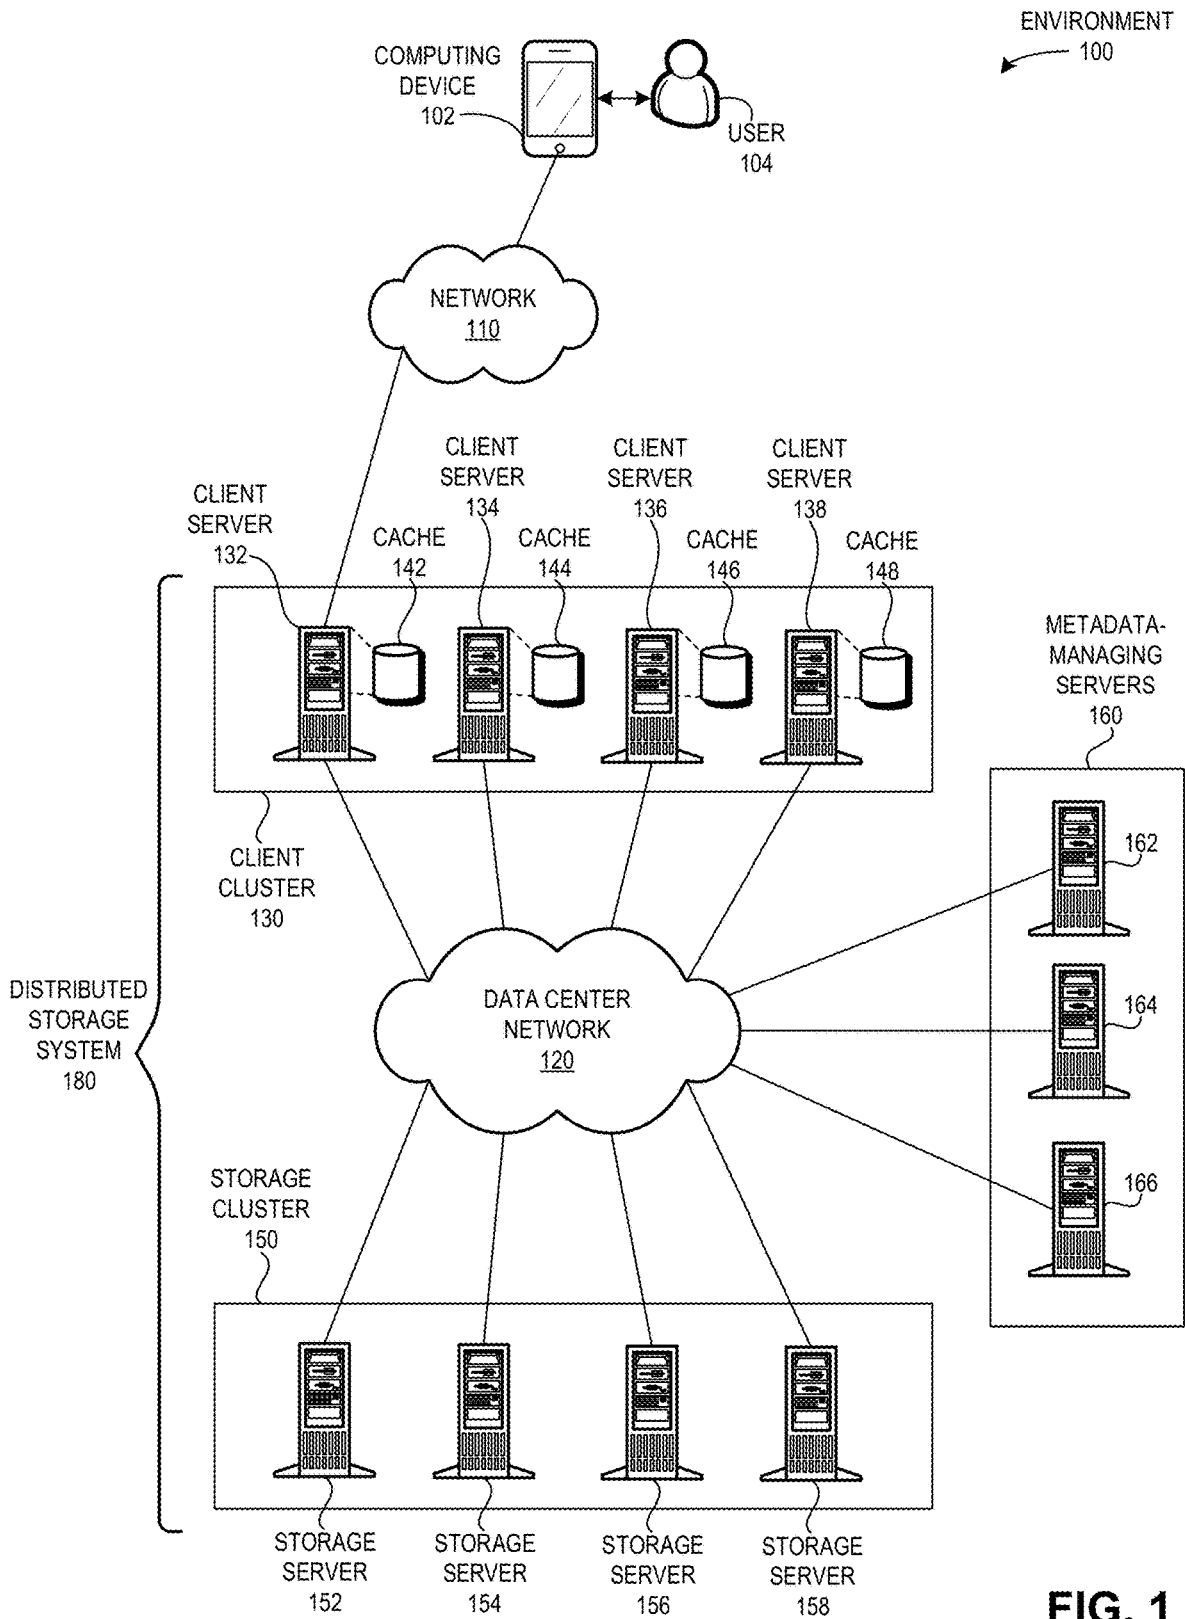 ENVIRONMENT
100
COMPUTING
DEVICE
102
USER
104
NETWORK
110
CLIENT
SERVER
132
CLIENT
SERVER
134
CLIENT
SERVER
136
CLIENT
SERVER
138
CACHE
142
CACHE
144
CACHE
146
CACHE
148
METADATA-
MANAGING
SERVERS
160
162
164
166
CLIENT
CLUSTER
130
DISTRIBUTED
STORAGE
SYSTEM
180
DATA CENTER
NETWORK
120
STORAGE
CLUSTER
150
STORAGE
SERVER
152
STORAGE
SERVER
154
STORAGE
SERVER
156
STORAGE
SERVER
158
FIG. 1